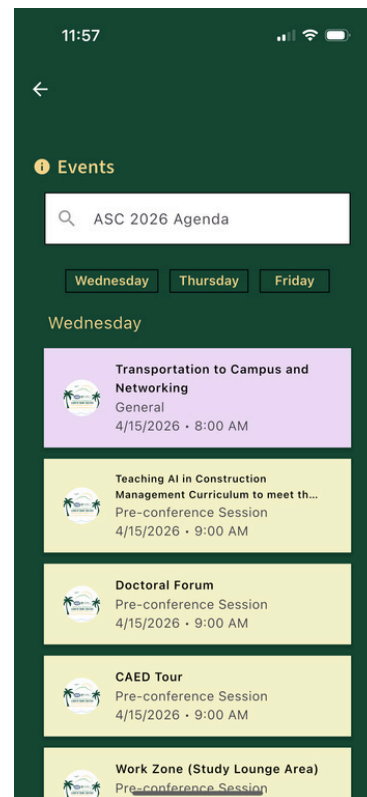 11:57
Events
ASC 2026 Agenda
Wednesday Thursday Friday
Wednesday
Transportation to Campus and
Networking
General
4/15/2026 • 8:00 AM
Teaching AI in Construction
Management Curriculum to meet th...
Pre-conference Session
4/15/2026 • 9:00 AM
Doctoral Forum
Pre-conference Session
4/15/2026 • 9:00 AM
CAED Tour
Pre-conference Session
4/15/2026 • 9:00 AM
Work Zone (Study Lounge Area)
Pre-conference Session